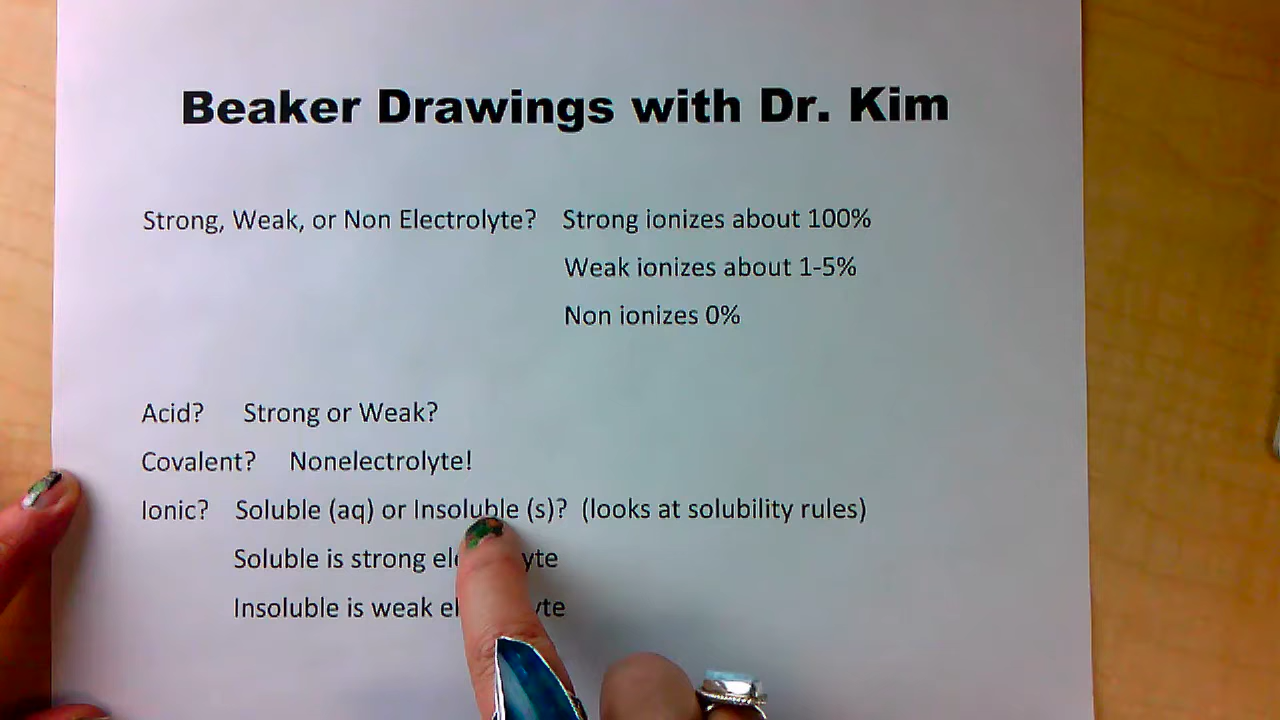 Beaker Drawings with Dr. Kim
Strong, Weak, or Non Electrolyte? Strong ionizes about 100%
Weak ionizes about 1-5%
Non ionizes 0%
Acid? Strong or Weak?
Covalent? Nonelectrolyte!
Ionic? Soluble (aq) or Insoluble (s)? (looks at solubility rules)
Soluble is strong
Insoluble is weak